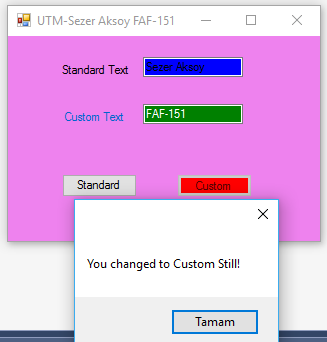 UTM-Sezer Aksoy FAF-151
Standard Text
Sezer Aksoy
Custom Text
FAF-151
Standard
Custom
You changed to Custom Still!
Tamam